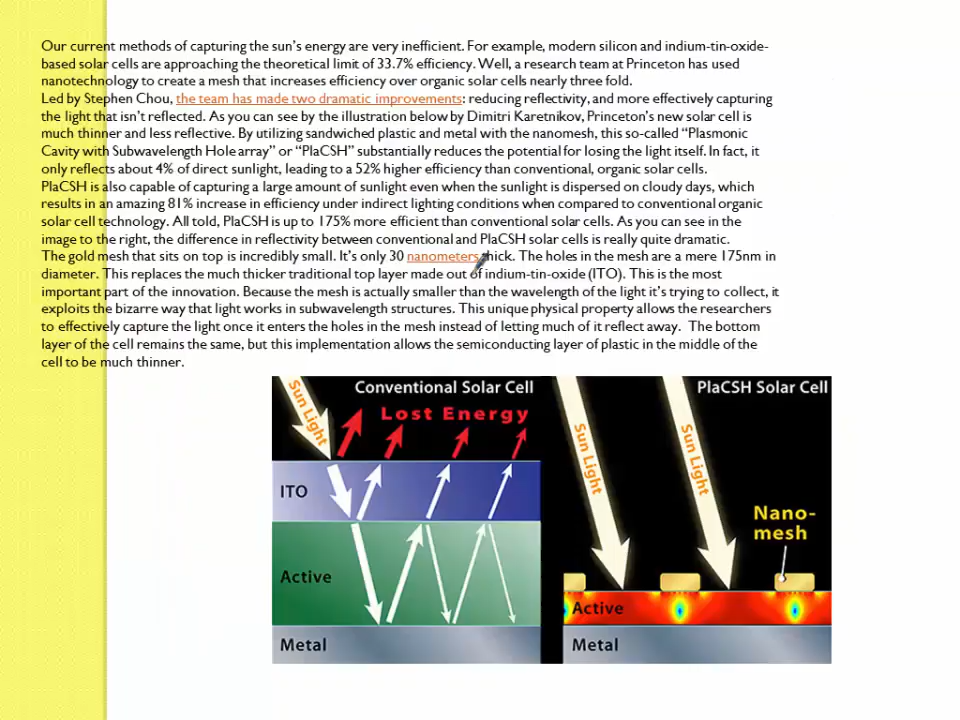 Our current methods of capturing the sun's energy are very inefficient. For example, modern silicon and indium-tin-oxide-
based solar cells are approaching the theoretical limit of 33.7% efficiency. Well, a research team at Princeton has used
nanotechnology to create a mesh that increases efficiency over organic solar cells nearly three fold.
Led by Stephen Chou, the team has made two dramatic improvements: reducing reflectivity, and more effectively capturing
the light that isn't reflected. As you can see by the illustration below by Dimitri Karetnikov, Princeton's new solar cell is
much thinner and less reflective. By utilizing sandwiched plastic and metal with the nanomesh, this so-called “Plasmonic
Cavity with Subwavelength Hole array” or “PlaCSH” substantially reduces the potential for losing the light itself. In fact, it
only reflects about 4% of direct sunlight, leading to a 52% higher efficiency than conventional, organic solar cells.
PlaCSH is also capable of capturing a large amount of sunlight even when the sunlight is dispersed on cloudy days, which
results in an amazing 81% increase in efficiency under indirect lighting conditions when compared to conventional organic
solar cell technology. All told, PlaCSH is up to 175% more efficient than conventional solar cells. As you can see in the
image to the right, the difference in reflectivity between conventional and PlaCSH solar cells is really quite dramatic.
The gold mesh that sits on top is incredibly small. It's only 30 nanometers thick. The holes in the mesh are a mere 175nm in
diameter. This replaces the much thicker traditional top layer made out of indium-tin-oxide (ITO). This is the most
important part of the innovation. Because the mesh is actually smaller than the wavelength of the light it's trying to collect, it
exploits the bizarre way that light works in subwavelength structures. This unique physical property allows the researchers
to effectively capture the light once it enters the holes in the mesh instead of letting much of it reflect away. The bottom
layer of the cell remains the same, but this implementation allows the semiconducting layer of plastic in the middle of the
cell to be much thinner.
Conventional Solar Cell
Sun Light
Lost Energy
ITO
Active
Metal
PlaCSH Solar Cell
Sun Light
Sun Light
Nano-
mesh
Active
Metal